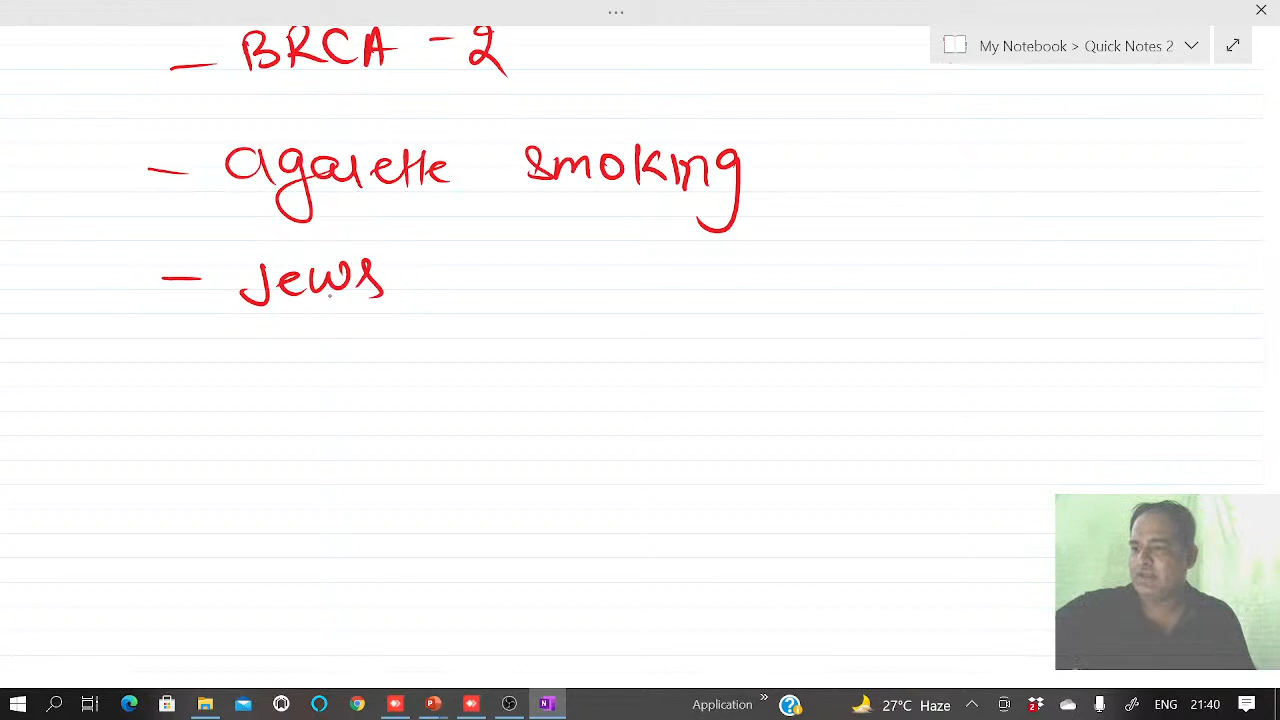 ...
My Notebook > Quick Notes 2
- BRCA - 2
- Cigarette smoking
- Jews
Application
27°C Haze
ENG
21:40